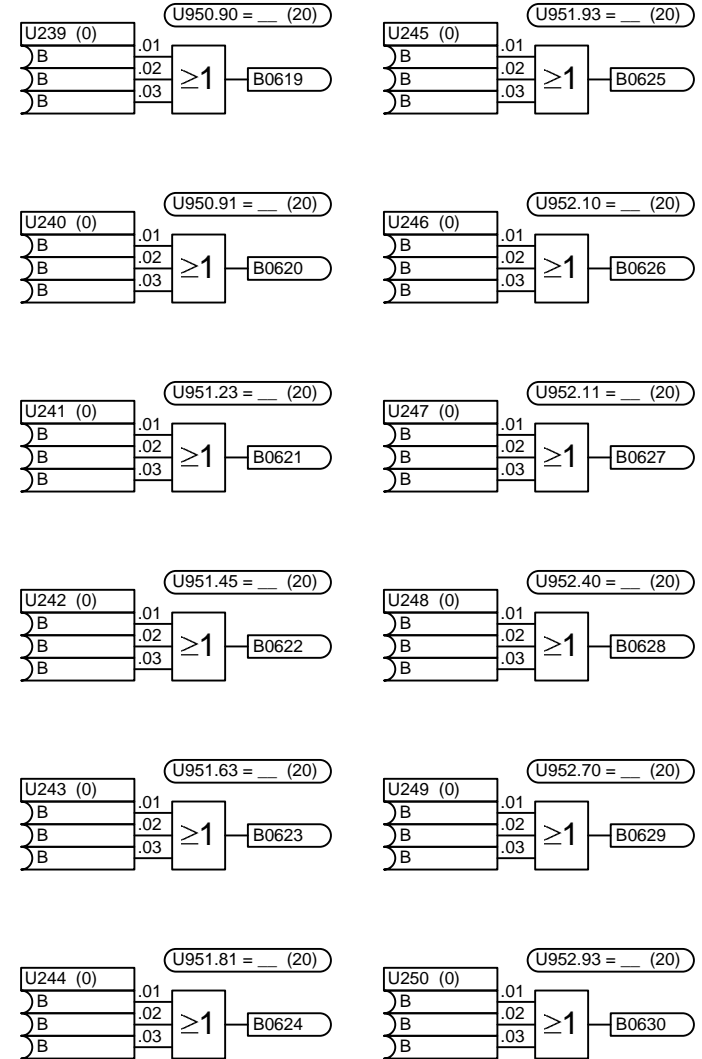 U950.90 = __ (20)
U239 (0)
B .01
B .02
B .03
≥1
B0619
U951.93 = __ (20)
U245 (0)
B .01
B .02
B .03
≥1
B0625
U950.91 = __ (20)
U240 (0)
B .01
B .02
B .03
≥1
B0620
U952.10 = __ (20)
U246 (0)
B .01
B .02
B .03
≥1
B0626
U951.23 = __ (20)
U241 (0)
B .01
B .02
B .03
≥1
B0621
U952.11 = __ (20)
U247 (0)
B .01
B .02
B .03
≥1
B0627
U951.45 = __ (20)
U242 (0)
B .01
B .02
B .03
≥1
B0622
U952.40 = __ (20)
U248 (0)
B .01
B .02
B .03
≥1
B0628
U951.63 = __ (20)
U243 (0)
B .01
B .02
B .03
≥1
B0623
U952.70 = __ (20)
U249 (0)
B .01
B .02
B .03
≥1
B0629
U951.81 = __ (20)
U244 (0)
B .01
B .02
B .03
≥1
B0624
U952.93 = __ (20)
U250 (0)
B .01
B .02
B .03
≥1
B0630